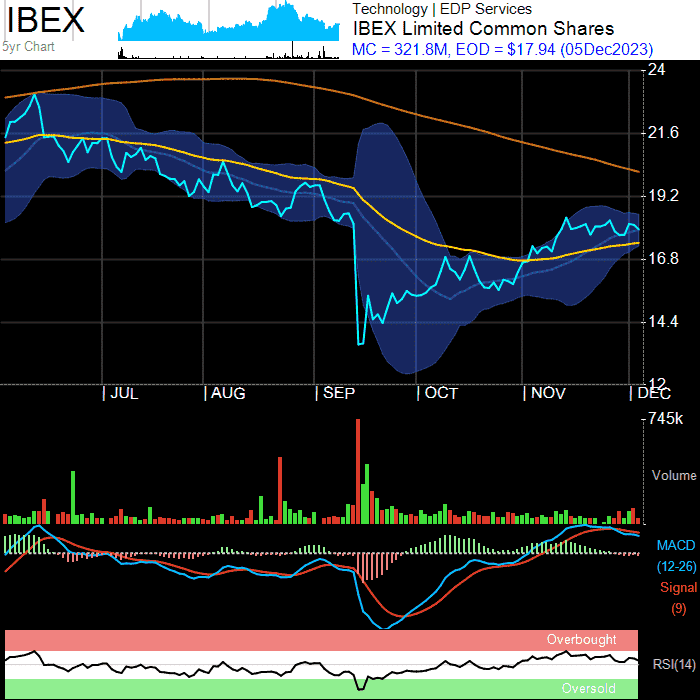 IBEX
5yr Chart
Technology | EDP Services
IBEX Limited Common Shares
MC = 321.8M, EOD = $17.94 (05Dec2023)
24
21.6
19.2
16.8
14.4
12
| JUL | AUG | SEP | OCT | NOV | DEC
745k
Volume
MACD
(12-26)
Signal
(9)
Overbought
RSI(14)
Oversold